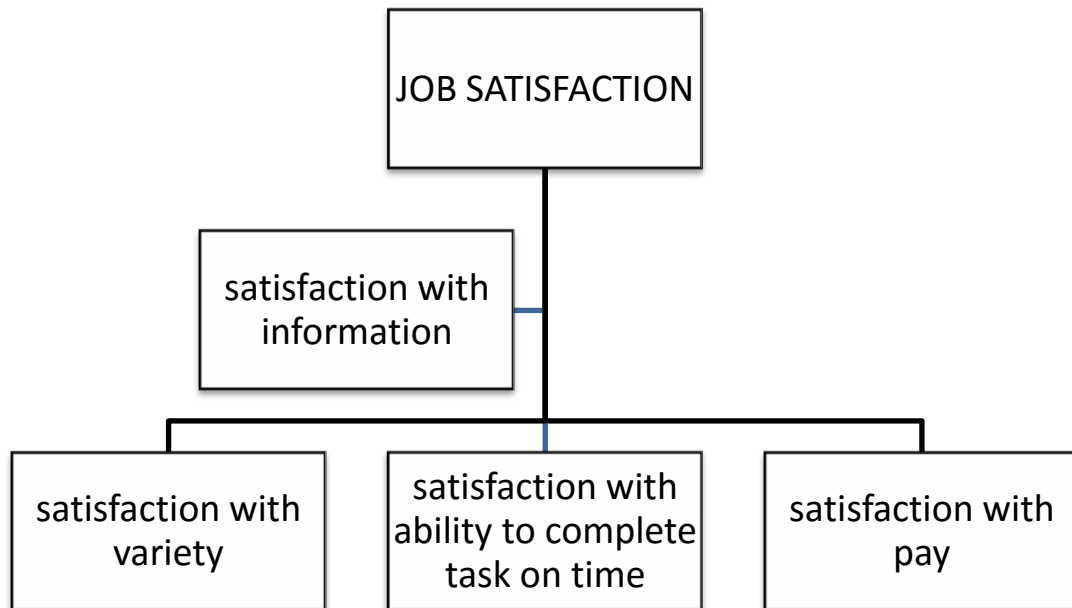 JOB SATISFACTION
satisfaction with
information
satisfaction with
variety
satisfaction with
ability to complete
task on time
satisfaction with
pay